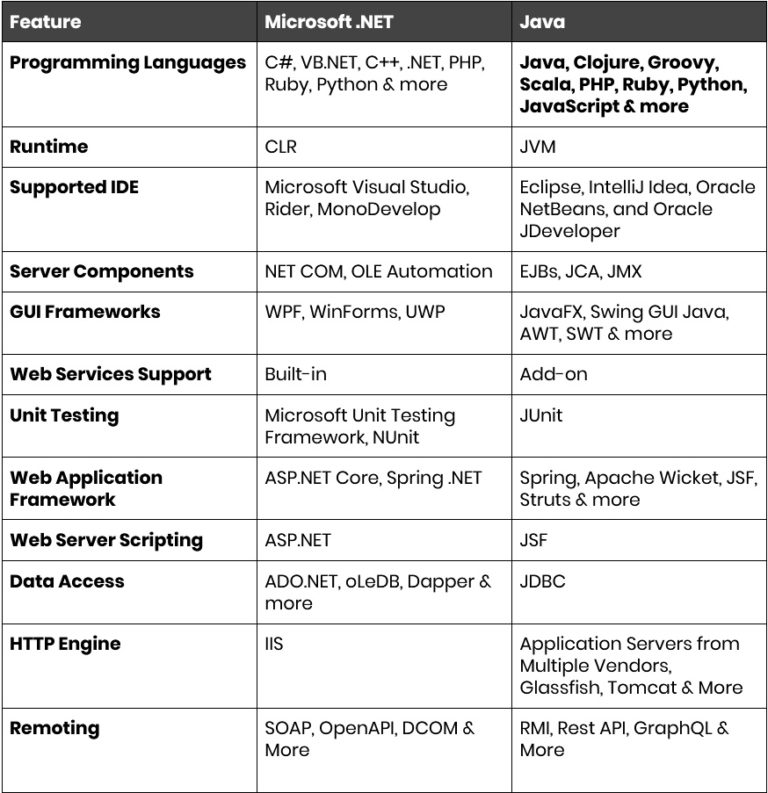 Feature
Microsoft .NET
Java
Programming Languages
C#, VB.NET, C++, .NET, PHP,
Ruby, Python & more
Java, Clojure, Groovy,
Scala, PHP, Ruby, Python,
JavaScript & more
Runtime
CLR
JVM
Supported IDE
Microsoft Visual Studio,
Rider, MonoDevelop
Eclipse, IntelliJ Idea, Oracle
NetBeans, and Oracle
JDeveloper
Server Components
NET COM, OLE Automation
EJBs, JCA, JMX
GUI Frameworks
WPF, WinForms, UWP
JavaFX, Swing GUI Java,
AWT, SWT & more
Web Services Support
Built-in
Add-on
Unit Testing
Microsoft Unit Testing
Framework, NUnit
JUnit
Web Application
Framework
ASP.NET Core, Spring .NET
Spring, Apache Wicket, JSF,
Struts & more
Web Server Scripting
ASP.NET
JSF
Data Access
ADO.NET, oLeDB, Dapper &
more
JDBC
HTTP Engine
IIS
Application Servers from
Multiple Vendors,
Glassfish, Tomcat & More
Remoting
SOAP, OpenAPI, DCOM &
More
RMI, Rest API, GraphQL &
More